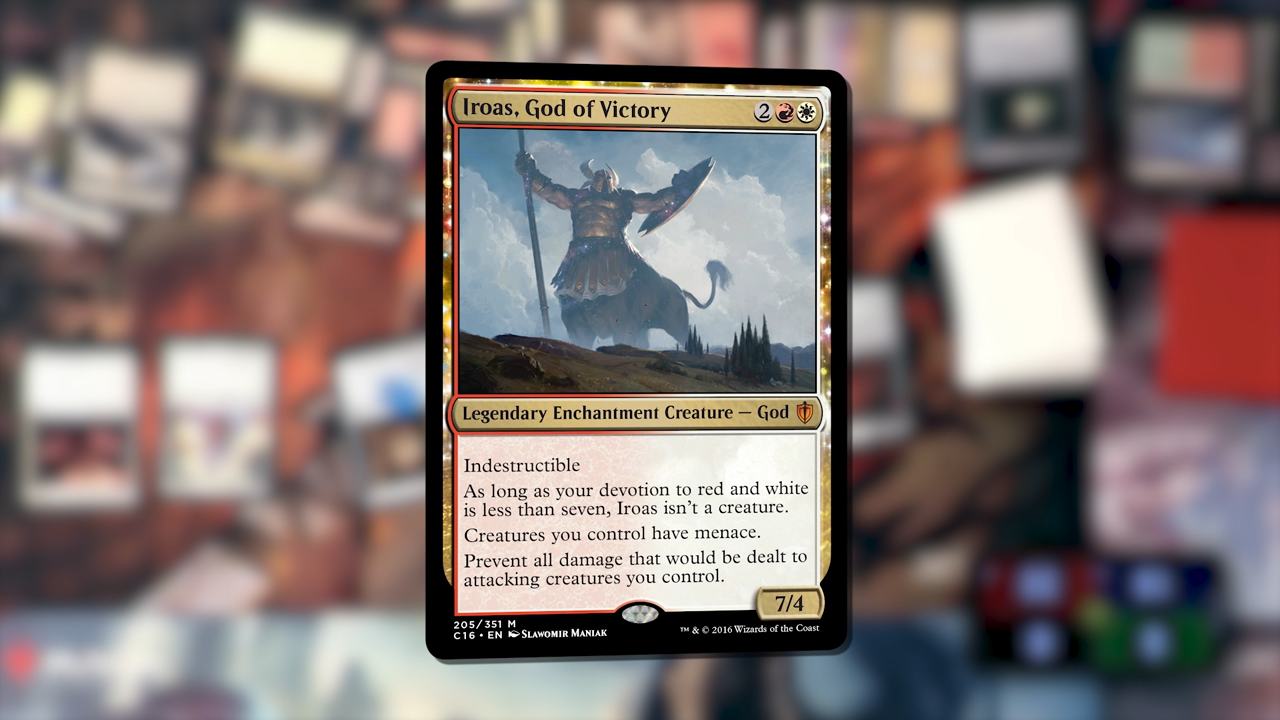 Iroas, God of Victory 2
Legendary Enchantment Creature — God
Indestructible
As long as your devotion to red and white
is less than seven, Iroas isn't a creature.
Creatures you control have menace.
Prevent all damage that would be dealt to
attacking creatures you control.
7/4
205/351 M
C16 • EN Slawomir Maniak
™ & © 2016 Wizards of the Coast